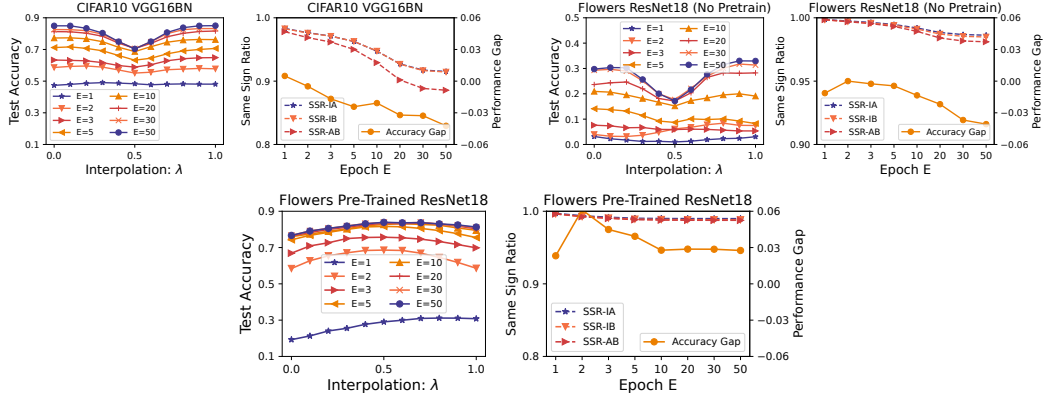 CIFAR10 VGG16BN
Test Accuracy
0.9
0.7
0.5
0.3
0.1
E=1
E=2
E=3
E=5
E=10
E=20
E=30
E=50
0.0
0.5
1.0
Interpolation: λ
CIFAR10 VGG16BN
Same Sign Ratio
1.0
0.9
0.8
SSR-IA
SSR-IB
SSR-AB
Accuracy Gap
1 2 3 5 10 20 30 50
Epoch E
0.06
0.03
0.00
−0.03
−0.06
Performance Gap
Flowers ResNet18 (No Pretrain)
Test Accuracy
0.5
0.4
0.3
0.2
0.1
0.0
E=1
E=2
E=3
E=5
E=10
E=20
E=30
E=50
0.0
0.5
1.0
Interpolation: λ
Flowers ResNet18 (No Pretrain)
Same Sign Ratio
1.00
0.95
0.90
SSR-IA
SSR-IB
SSR-AB
Accuracy Gap
1 2 3 5 10 20 30 50
Epoch E
0.06
0.03
0.00
−0.03
−0.06
Performance Gap
Flowers Pre-Trained ResNet18
Test Accuracy
0.9
0.7
0.5
0.3
0.1
E=1
E=2
E=3
E=5
E=10
E=20
E=30
E=50
0.0
0.5
1.0
Interpolation: λ
Flowers Pre-Trained ResNet18
Same Sign Ratio
1.0
0.9
0.8
SSR-IA
SSR-IB
SSR-AB
Accuracy Gap
1 2 3 5 10 20 30 50
Epoch E
0.06
0.03
0.00
−0.03
−0.06
Performance Gap